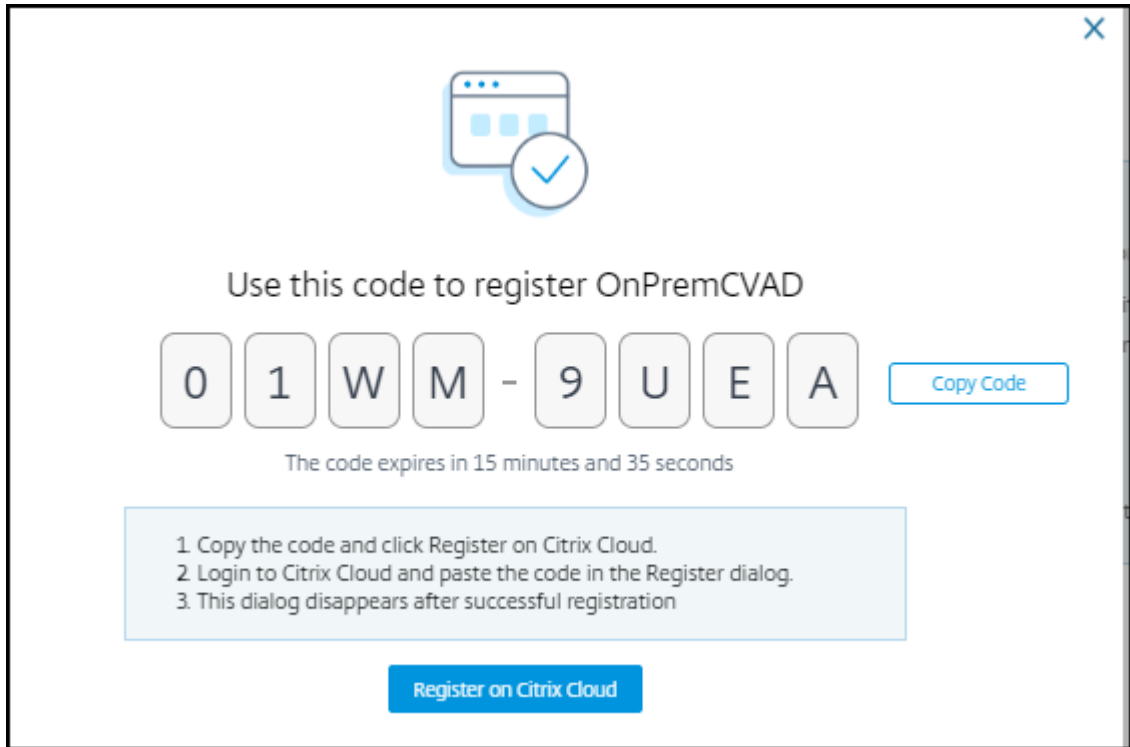 Use this code to register OnPremCVAD
0 1 W M - 9 U E A
Copy Code
The code expires in 15 minutes and 35 seconds
1. Copy the code and click Register on Citrix Cloud.
2. Login to Citrix Cloud and paste the code in the Register dialog.
3. This dialog disappears after successful registration
Register on Citrix Cloud